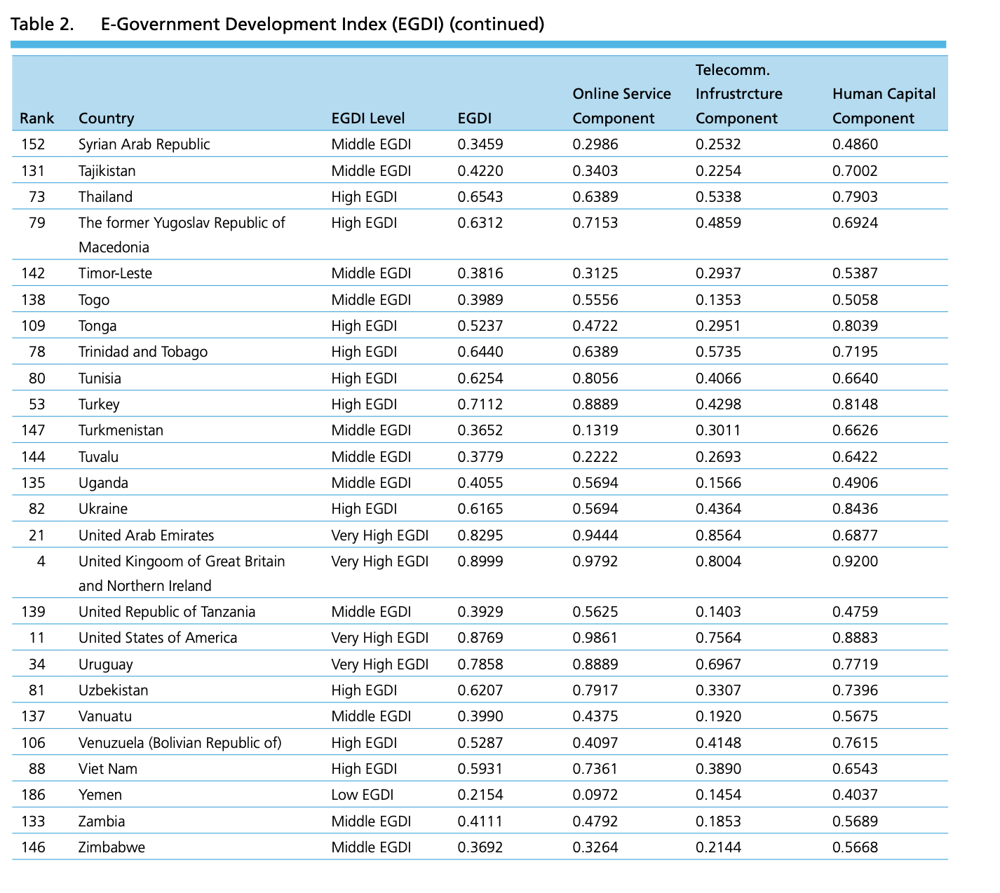 Table 2. E-Government Development Index (EGDI) (continued)
Telecomm.
Online Service Infrustrcture Human Capital
Rank Country EGDI Level EGDI Component Component Component
152 Syrian Arab Republic Middle EGDI 0.3459 0.2986 0.2532 0.4860
131 Tajikistan Middle EGDI 0.4220 0.3403 0.2254 0.7002
73 Thailand High EGDI 0.6543 0.6389 0.5338 0.7903
79 The former Yugoslav Republic of High EGDI 0.6312 0.7153 0.4859 0.6924
Macedonia
142 Timor-Leste Middle EGDI 0.3816 0.3125 0.2937 0.5387
138 Togo Middle EGDI 0.3989 0.5556 0.1353 0.5058
109 Tonga High EGDI 0.5237 0.4722 0.2951 0.8039
78 Trinidad and Tobago High EGDI 0.6440 0.6389 0.5735 0.7195
80 Tunisia High EGDI 0.6254 0.8056 0.4066 0.6640
53 Turkey High EGDI 0.7112 0.8889 0.4298 0.8148
147 Turkmenistan Middle EGDI 0.3652 0.1319 0.3011 0.6626
144 Tuvalu Middle EGDI 0.3779 0.2222 0.2693 0.6422
135 Uganda Middle EGDI 0.4055 0.5694 0.1566 0.4906
82 Ukraine High EGDI 0.6165 0.5694 0.4364 0.8436
21 United Arab Emirates Very High EGDI 0.8295 0.9444 0.8564 0.6877
4 United Kingoom of Great Britain Very High EGDI 0.8999 0.9792 0.8004 0.9200
and Northern Ireland
139 United Republic of Tanzania Middle EGDI 0.3929 0.5625 0.1403 0.4759
11 United States of America Very High EGDI 0.8769 0.9861 0.7564 0.8883
34 Uruguay Very High EGDI 0.7858 0.8889 0.6967 0.7719
81 Uzbekistan High EGDI 0.6207 0.7917 0.3307 0.7396
137 Vanuatu Middle EGDI 0.3990 0.4375 0.1920 0.5675
106 Venuzuela (Bolivian Republic of) High EGDI 0.5287 0.4097 0.4148 0.7615
88 Viet Nam High EGDI 0.5931 0.7361 0.3890 0.6543
186 Yemen Low EGDI 0.2154 0.0972 0.1454 0.4037
133 Zambia Middle EGDI 0.4111 0.4792 0.1853 0.5689
146 Zimbabwe Middle EGDI 0.3692 0.3264 0.2144 0.5668